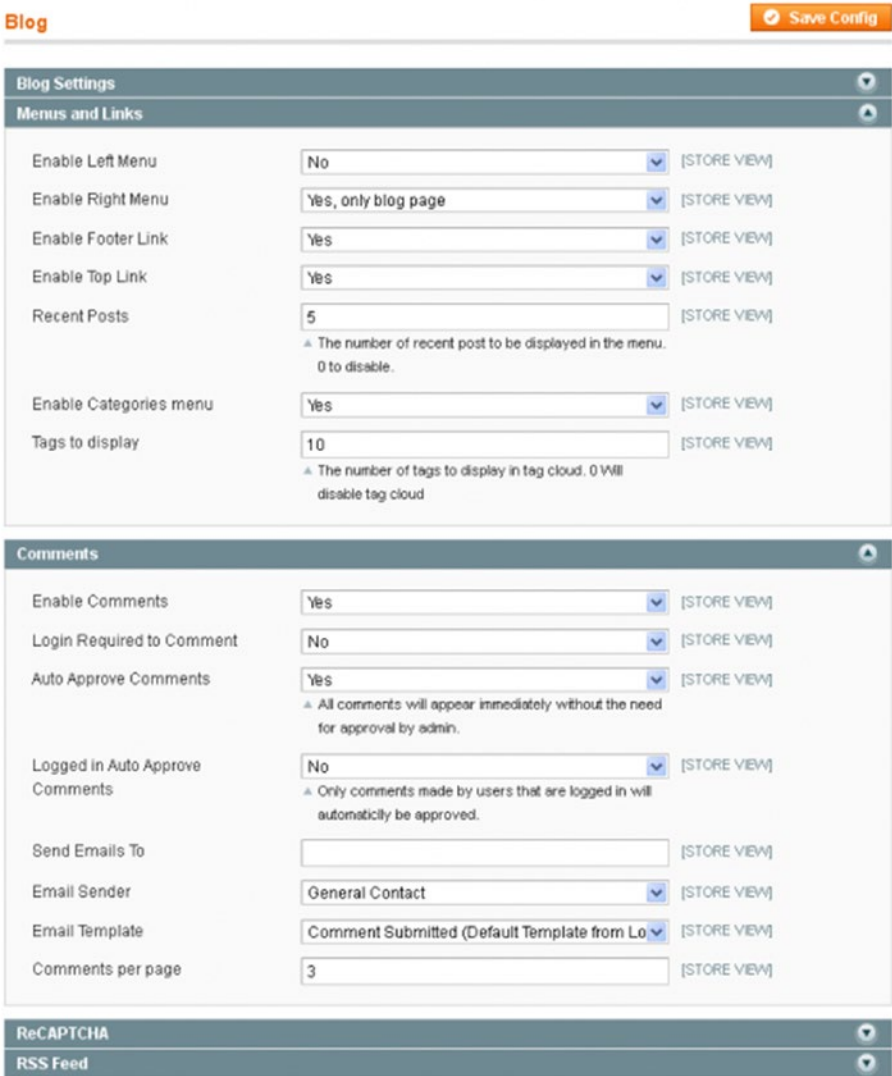 Blog
Save Config
Blog Settings
Menus and Links
Enable Left Menu No [STORE VIEW]
Enable Right Menu Yes, only blog page [STORE VIEW]
Enable Footer Link Yes [STORE VIEW]
Enable Top Link Yes [STORE VIEW]
Recent Posts 5 [STORE VIEW]
The number of recent post to be displayed in the menu.
0 to disable.
Enable Categories menu Yes [STORE VIEW]
Tags to display 10 [STORE VIEW]
The number of tags to display in tag cloud. 0 Will
disable tag cloud
Comments
Enable Comments Yes [STORE VIEW]
Login Required to Comment No [STORE VIEW]
Auto Approve Comments Yes [STORE VIEW]
All comments will appear immediately without the need
for approval by admin.
Logged in Auto Approve
Comments
No [STORE VIEW]
Only comments made by users that are logged in will
automaticlly be approved.
Send Emails To [STORE VIEW]
Email Sender General Contact [STORE VIEW]
Email Template Comment Submitted (Default Template from Lo [STORE VIEW]
Comments per page 3 [STORE VIEW]
ReCAPTCHA
RSS Feed